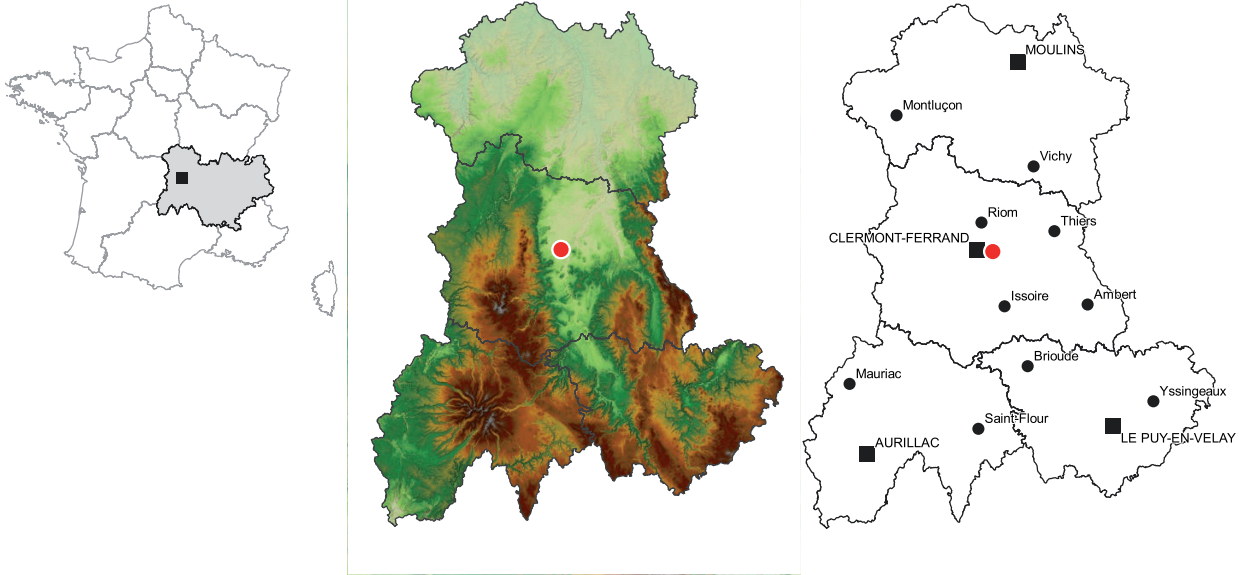 MOULINS
Montluçon
Vichy
Riom
Thiers
CLERMONT-FERRAND
Issoire
Ambert
Brioude
Mauriac
Yssingeaux
Saint-Flour
AURILLAC
LE PUY-EN-VELAY